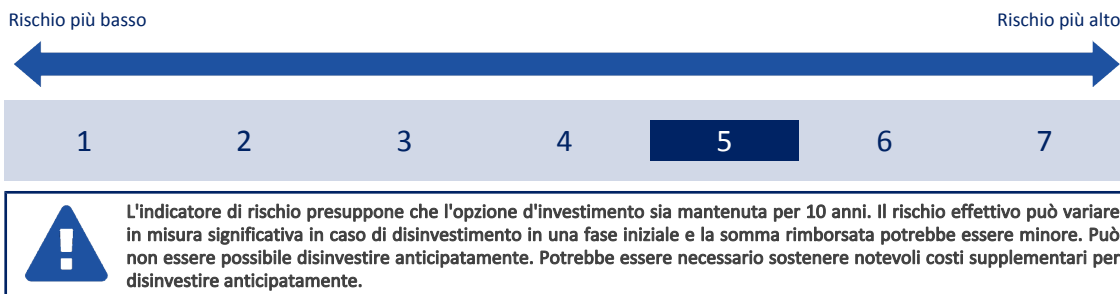 Rischio più basso Rischio più alto
1 2 3 4 5 6 7
L'indicatore di rischio presuppone che l'opzione d'investimento sia mantenuta per 10 anni. Il rischio effettivo può variare
in misura significativa in caso di disinvestimento in una fase iniziale e la somma rimborsata potrebbe essere minore. Può
non essere possibile disinvestire anticipatamente. Potrebbe essere necessario sostenere notevoli costi supplementari per
disinvestire anticipatamente.